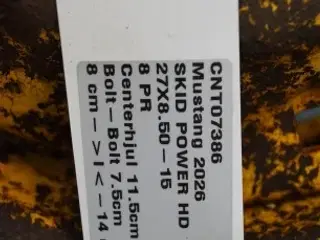 CNT07386
Mustang 2026
SKID POWER HD
27X8.50-15
8 PR
Centerhjul 11.5cm
Bolt – Bolt 7.5cm
8 cm – > I < – 14